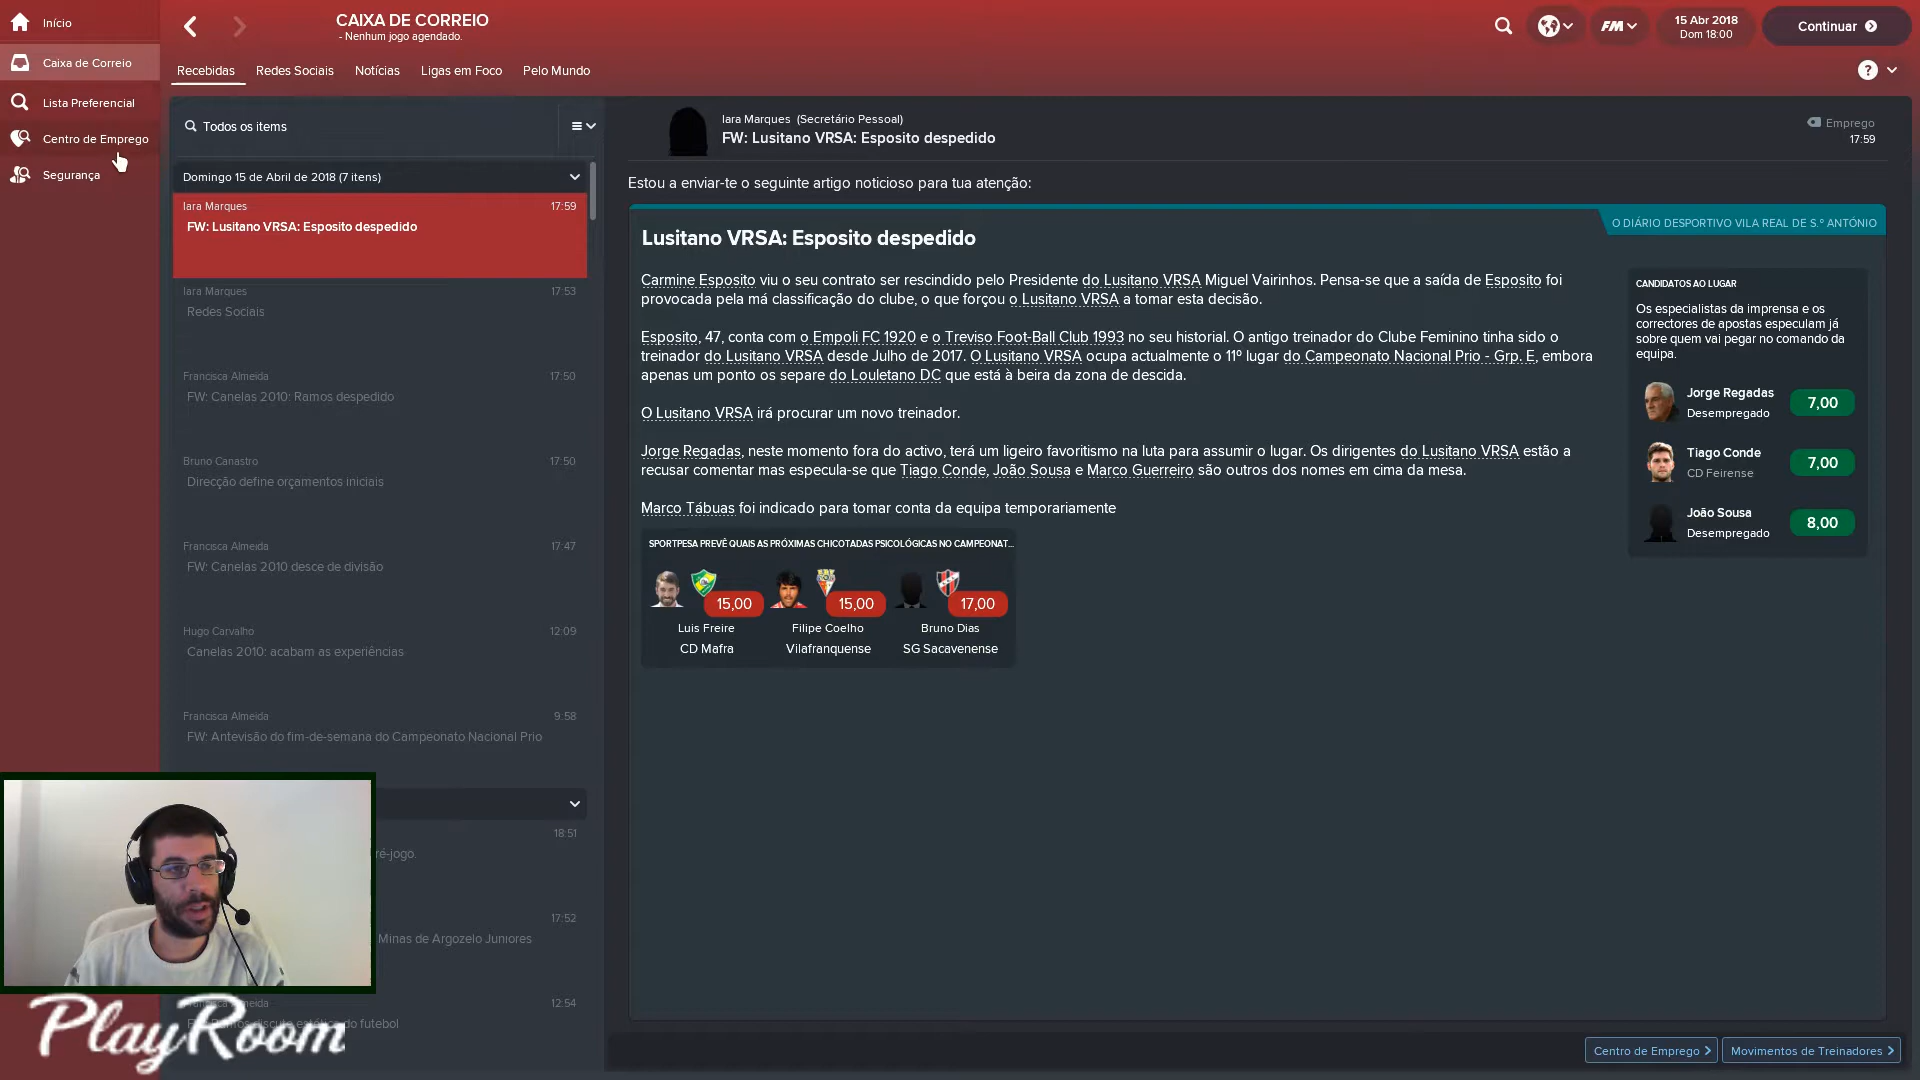 Início
Caixa de Correio
Lista Preferencial
Centro de Emprego
Segurança
CAIXA DE CORREIO
- Nenhum jogo agendado.
FM
15 Abr 2018
Dom 18:00
Continuar
Recebidas
Redes Sociais
Notícias
Ligas em Foco
Pelo Mundo
?
Todos os items
Domingo 15 de Abril de 2018 (7 itens)
Iara Marques 17:59
FW: Lusitano VRSA: Esposito despedido
Iara Marques 17:53
Redes Sociais
Francisca Almeida 17:50
FW: Canelas 2010: Ramos despedido
Bruno Canastro 17:50
Direcção define orçamentos iniciais
Francisca Almeida 17:47
FW: Canelas 2010 desce de divisão
Hugo Carvalho 12:09
Canelas 2010: acabam as experiências
Francisca Almeida 9:58
FW: Antevisão do fim-de-semana do Campeonato Nacional Prio
18:51
ré-jogo.
17:52
Minas de Argozelo Juniores
12:54
Ramos discute estética do futebol
PlayRoom
Iara Marques (Secretário Pessoal)
FW: Lusitano VRSA: Esposito despedido
Emprego
17:59
Estou a enviar-te o seguinte artigo noticioso para tua atenção:
O DIÁRIO DESPORTIVO VILA REAL DE S.º ANTÓNIO
Lusitano VRSA: Esposito despedido
Carmine Esposito viu o seu contrato ser rescindido pelo Presidente do Lusitano VRSA Miguel Vairinhos. Pensa-se que a saída de Esposito foi
provocada pela má classificação do clube, o que forçou o Lusitano VRSA a tomar esta decisão.
Esposito, 47, conta com o Empoli FC 1920 e o Treviso Foot-Ball Club 1993 no seu historial. O antigo treinador do Clube Feminino tinha sido o
treinador do Lusitano VRSA desde Julho de 2017. O Lusitano VRSA ocupa actualmente o 11º lugar do Campeonato Nacional Prio - Grp. E, embora
apenas um ponto os separe do Louletano DC que está à beira da zona de descida.
O Lusitano VRSA irá procurar um novo treinador.
Jorge Regadas, neste momento fora do activo, terá um ligeiro favoritismo na luta para assumir o lugar. Os dirigentes do Lusitano VRSA estão a
recusar comentar mas especula-se que Tiago Conde, João Sousa e Marco Guerreiro são outros dos nomes em cima da mesa.
Marco Tábuas foi indicado para tomar conta da equipa temporariamente
SPORTPESA PREVÊ QUAIS AS PRÓXIMAS CHICOTADAS PSICOLÓGICAS NO CAMPEONAT...
15,00
15,00
17,00
Luis Freire
Filipe Coelho
Bruno Dias
CD Mafra
Vilafranquense
SG Sacavenense
CANDIDATOS AO LUGAR
Os especialistas da imprensa e os
correctores de apostas especulam já
sobre quem vai pegar no comando da
equipa.
Jorge Regadas
Desempregado
7,00
Tiago Conde
CD Feirense
7,00
João Sousa
Desempregado
8,00
Centro de Emprego
Movimentos de Treinadores